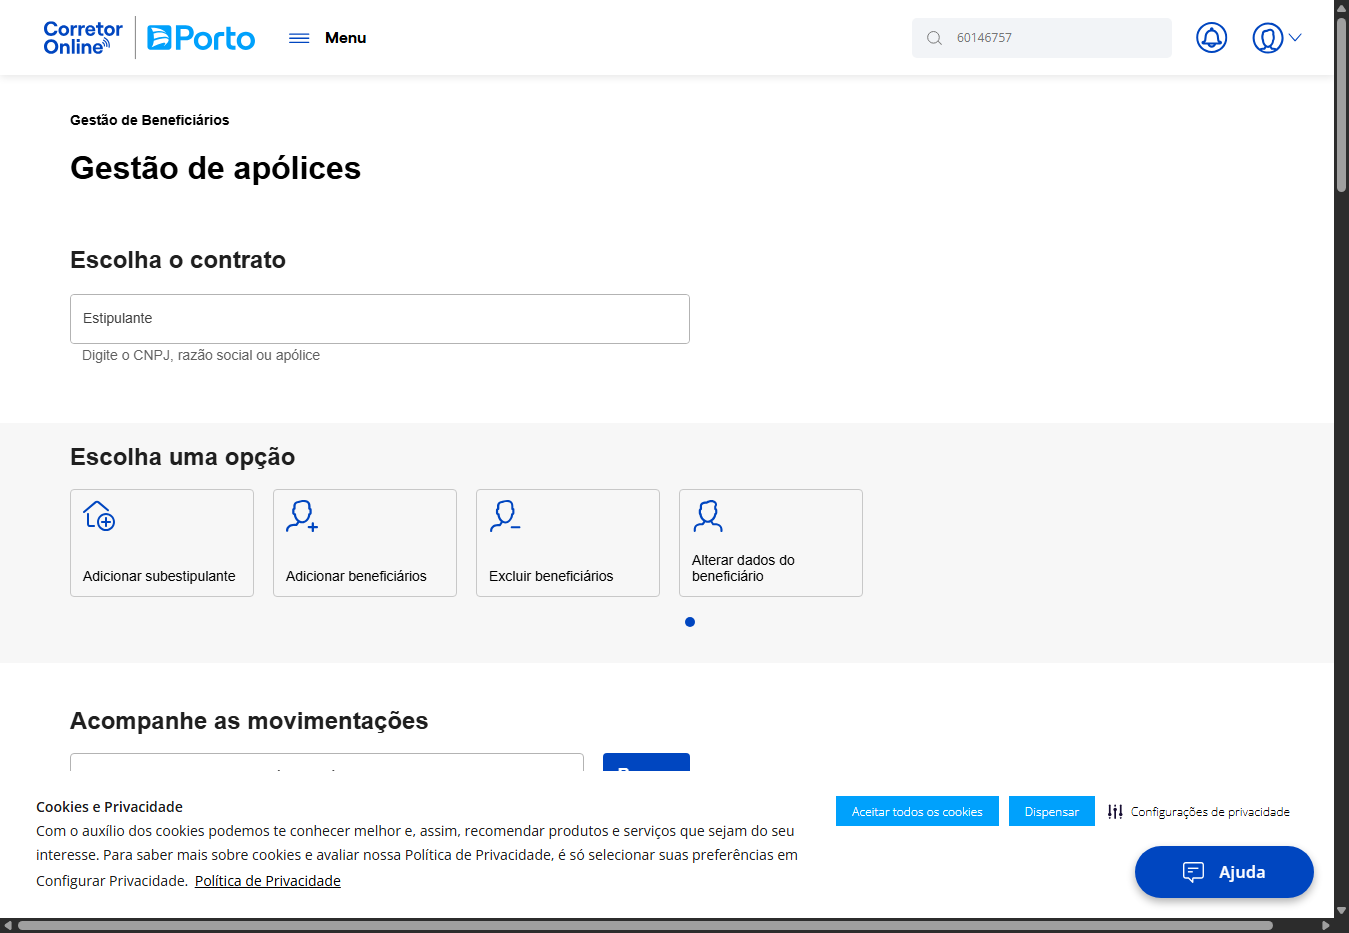 Corretor
Online
Porto
Menu
60146757
Gestão de Beneficiários
Gestão de apólices
Escolha o contrato
Estipulante
Digite o CNPJ, razão social ou apólice
Escolha uma opção
Adicionar subestipulante
Adicionar beneficiários
Excluir beneficiários
Alterar dados do
beneficiário
Acompanhe as movimentações
Cookies e Privacidade
Com o auxílio dos cookies podemos te conhecer melhor e, assim, recomendar produtos e serviços que sejam do seu
interesse. Para saber mais sobre cookies e avaliar nossa Política de Privacidade, é só selecionar suas preferências em
Configurar Privacidade. Política de Privacidade
Aceitar todos os cookies
Dispensar
Configurações de privacidade
Ajuda